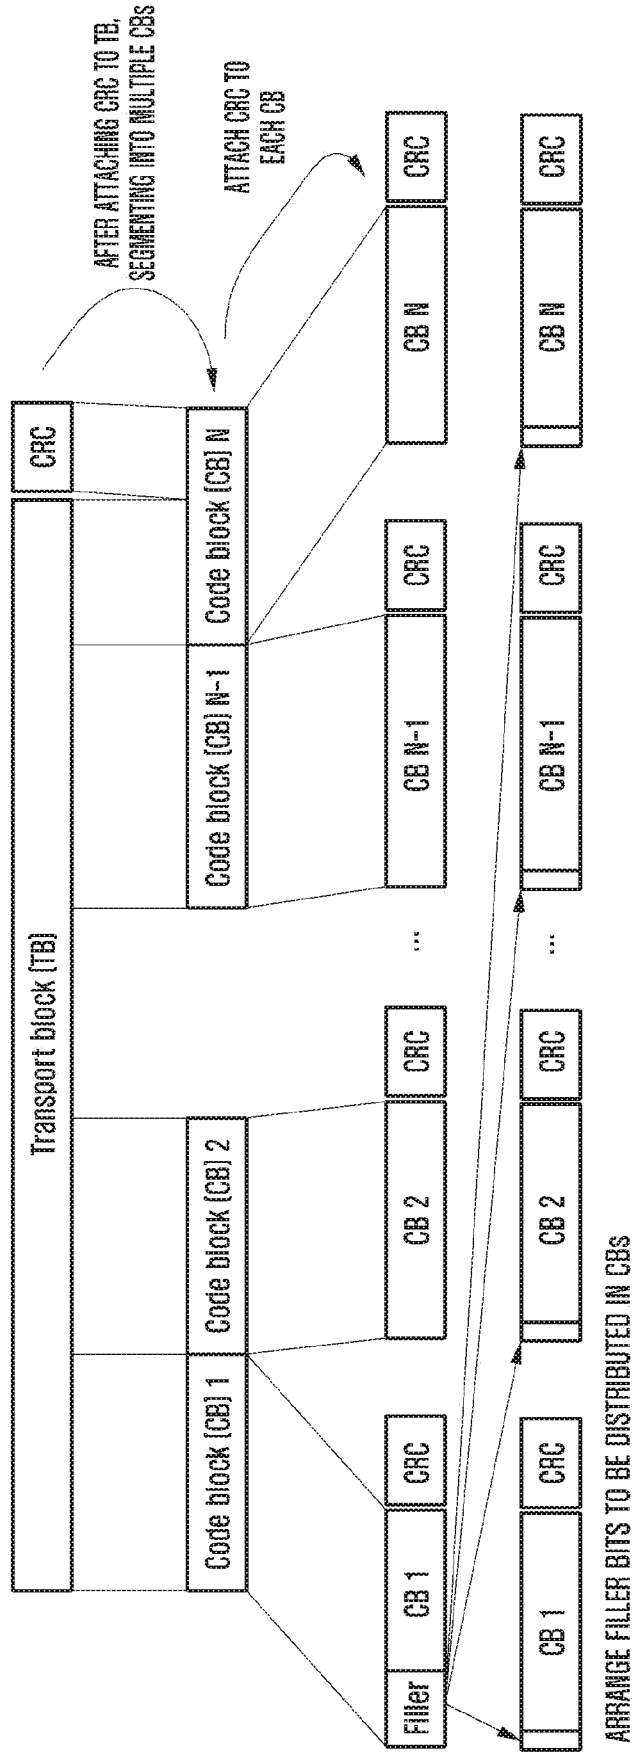 AFTER ATTACHING CRC TO TB,
SEGMENTING INTO MULTIPLE CBs
Transport block (TB)
CRC
ATTACH CRC TO
EACH CB
Code block (CB) 1
Code block (CB) 2
Code block (CB) N-1
Code block (CB) N
Filler
CB 1
CRC
CB 2
CRC
...
CB N-1
CRC
CB N
CRC
CB 1
CRC
CB 2
CRC
...
CB N-1
CRC
CB N
CRC
ARRANGE FILLER BITS TO BE DISTRIBUTED IN CBs